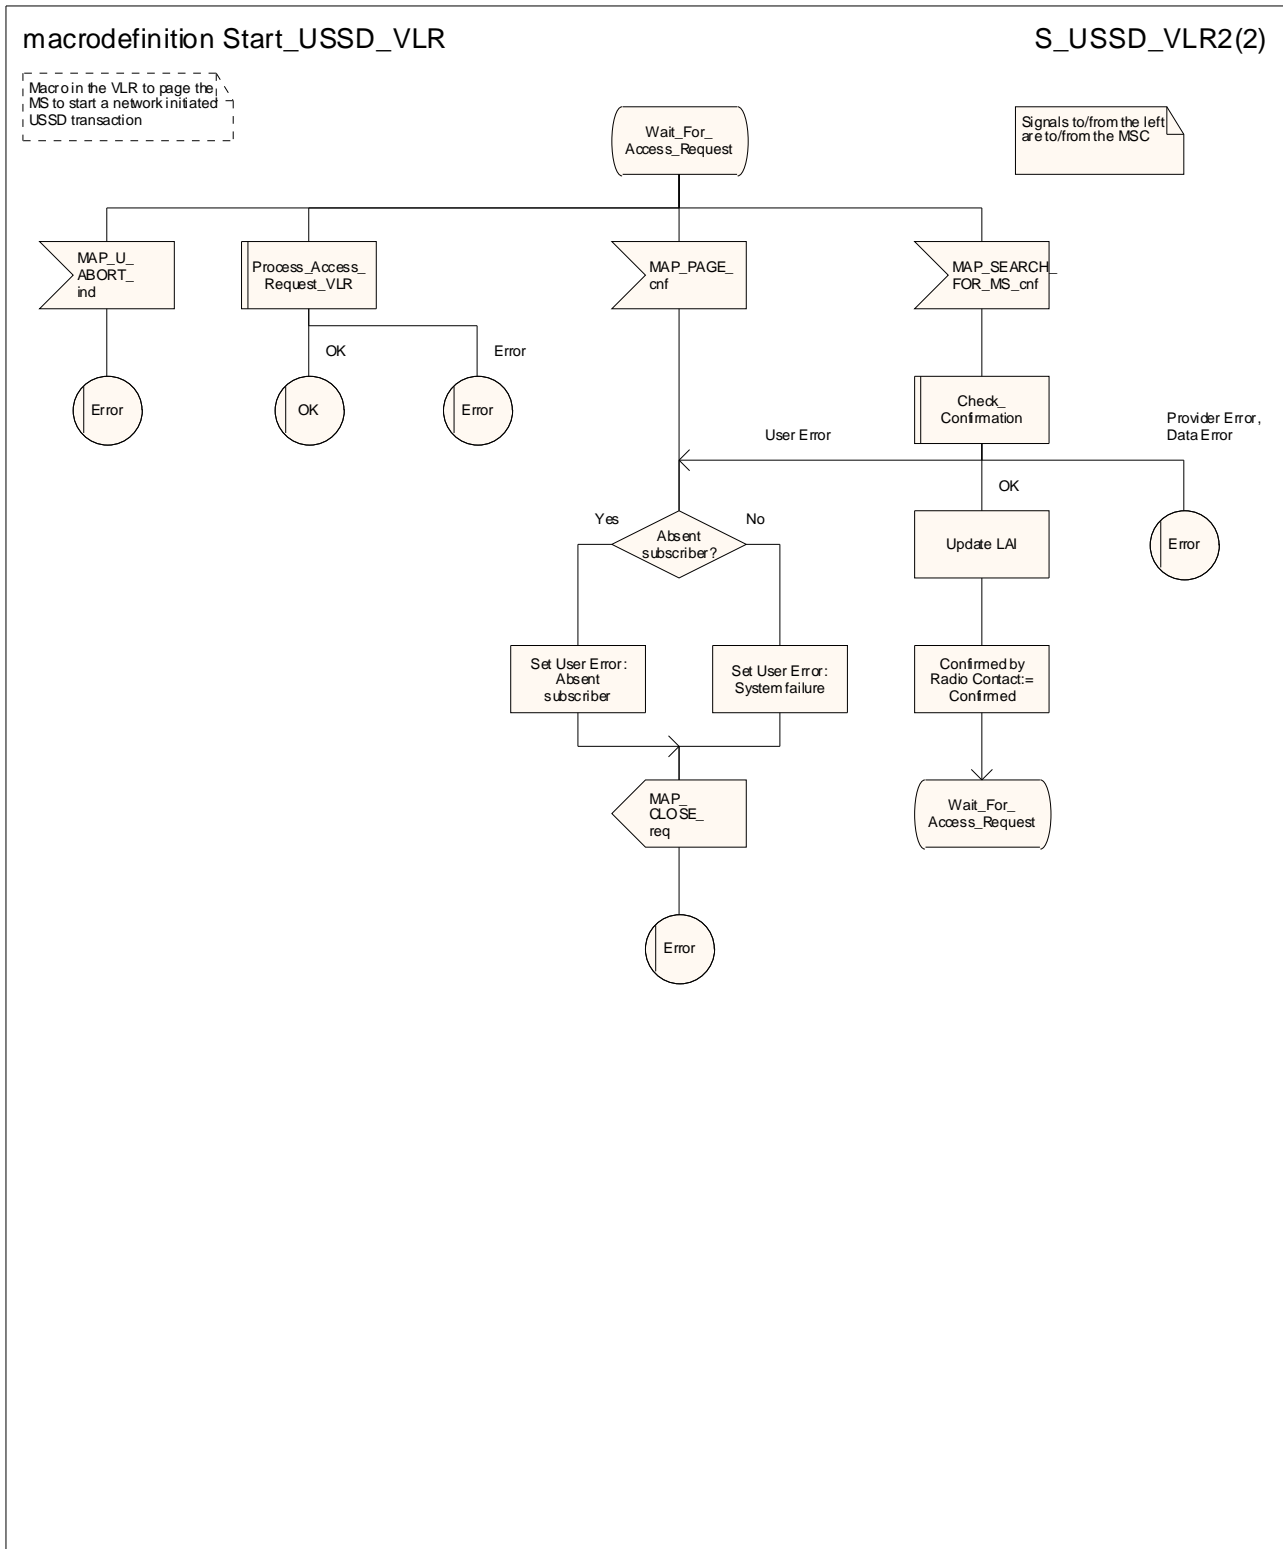 macrodefinition Start_USSD_VLR
S_USSD_VLR2(2)
Macro in the VLR to page the
MS to start a network initiated
USSD transaction
Wait_For_
Access_Request
Signals to/from the left
are to/from the MSC
MAP_U_
ABORT_
ind
Process_Access_
Request_VLR
MAP_PAGE_
cnf
MAP_SEARCH_
FOR_MS_cnf
OK
Error
Error
OK
Error
Check_
Confirmation
User Error
Provider Error,
Data Error
OK
Yes
No
Absent
subscriber?
Update LAI
Error
Set User Error:
Absent
subscriber
Set User Error:
System failure
Confirmed by
Radio Contact:=
Confirmed
MAP_
CLOSE_
req
Wait_For_
Access_Request
Error